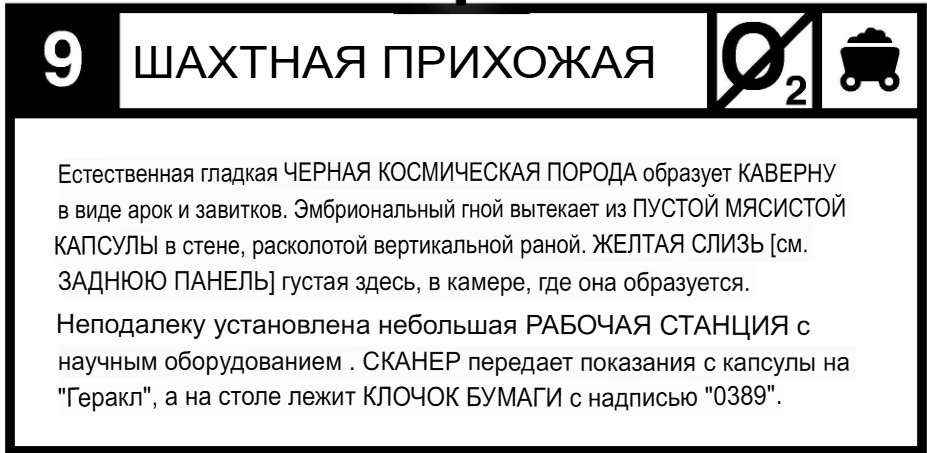 9 ШАХТНАЯ ПРИХОЖАЯ O2
Естественная гладкая ЧЕРНАЯ КОСМИЧЕСКАЯ ПОРОДА образует КАВЕРНУ
в виде арок и завитков. Эмбриональный гной вытекает из ПУСТОЙ МЯСИСТОЙ
КАПСУЛЫ в стене, расколотой вертикальной раной. ЖЕЛТАЯ СЛИЗЬ [см.
ЗАДНЮЮ ПАНЕЛЬ] густая здесь, в камере, где она образуется.
Неподалеку установлена небольшая РАБОЧАЯ СТАНЦИЯ с
научным оборудованием . СКАНЕР передает показания с капсулы на
"Геракл", а на столе лежит КЛОЧОК БУМАГИ с надписью "0389".